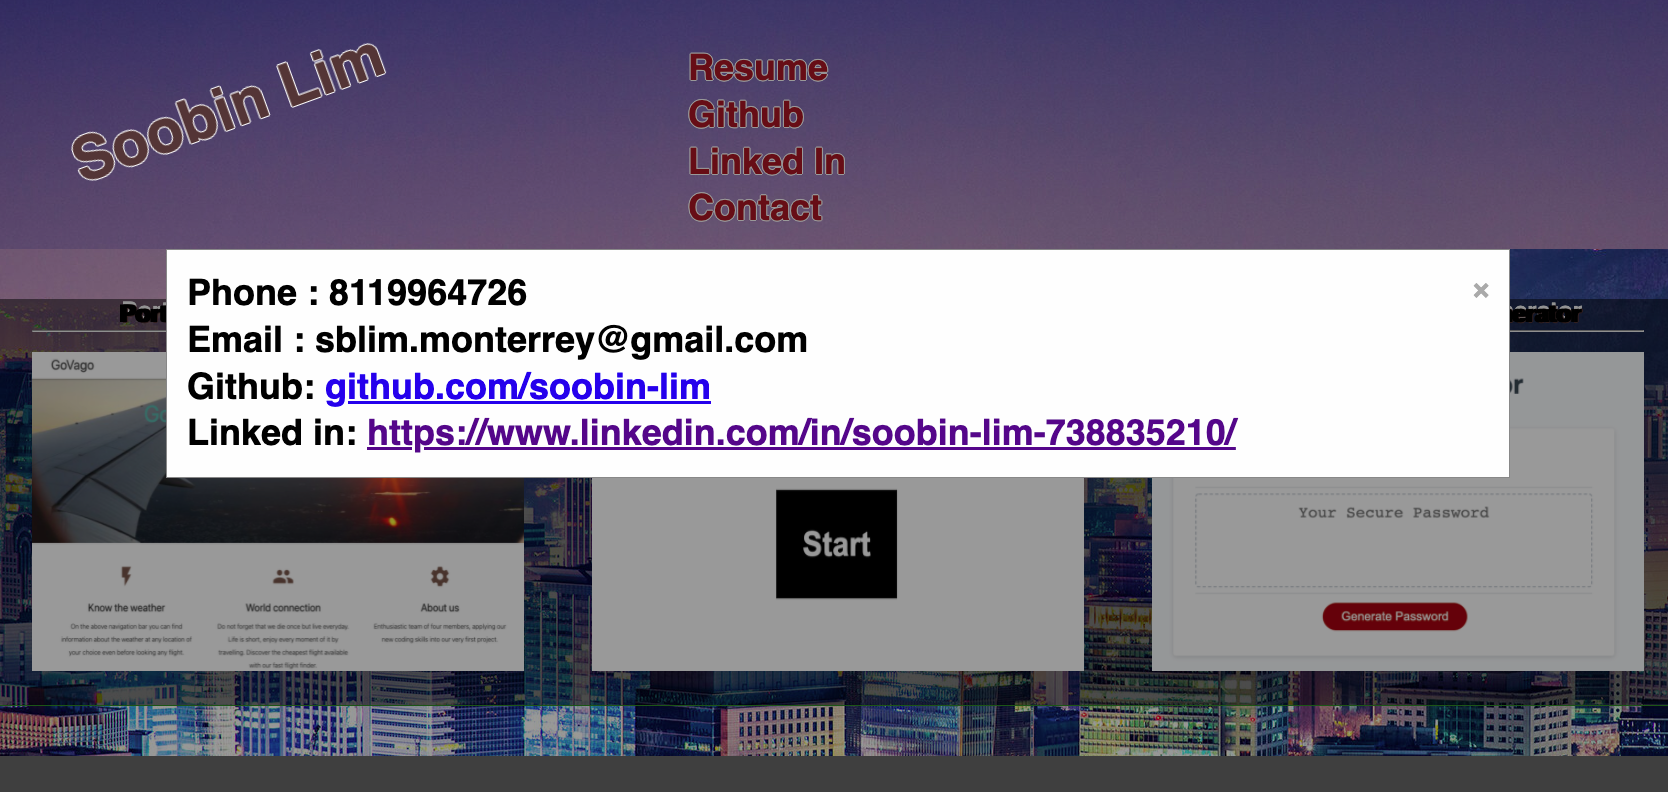 Soobin Lim
Resume
Github
Linked In
Contact
Phone : 8119964726
×
Email : sblim.monterrey@gmail.com
Github: github.com/soobin-lim
Linked in: https://www.linkedin.com/in/soobin-lim-738835210/
GoVago
Start
Your Secure Password
Generate Password
Know the weather
On the above navigation bar you can find
information about the weather at any location of
your choice even before looking any flight.
World connection
Do not forget that we die once but live everyday.
Life is short, enjoy every moment of it by
travelling. Discover the cheapest flight available
with our fast flight finder.
About us
Enthusiastic team of four members, applying our
new coding skills into our very first project.